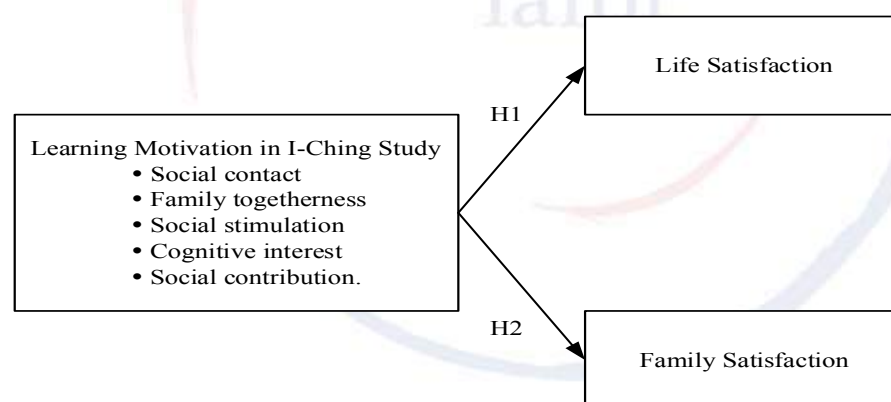 Life Satisfaction
H1
Learning Motivation in I-Ching Study
• Social contact
• Family togetherness
• Social stimulation
• Cognitive interest
• Social contribution.
H2
Family Satisfaction